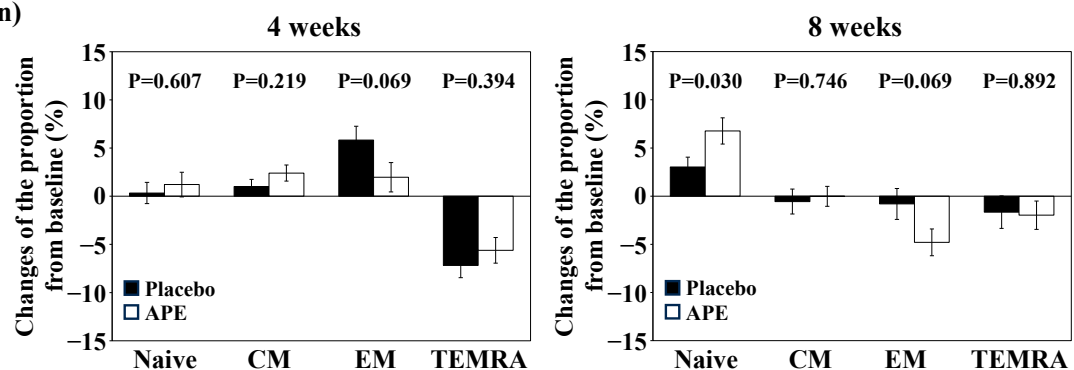 n)
4 weeks
Changes of the proportion
from baseline (%)
15
10
5
0
−5
−10
−15
P=0.607 P=0.219 P=0.069 P=0.394
Placebo
APE
Naive CM EM TEMRA
8 weeks
Changes of the proportion
from baseline (%)
15
10
5
0
−5
−10
−15
P=0.030 P=0.746 P=0.069 P=0.892
Placebo
APE
Naive CM EM TEMRA